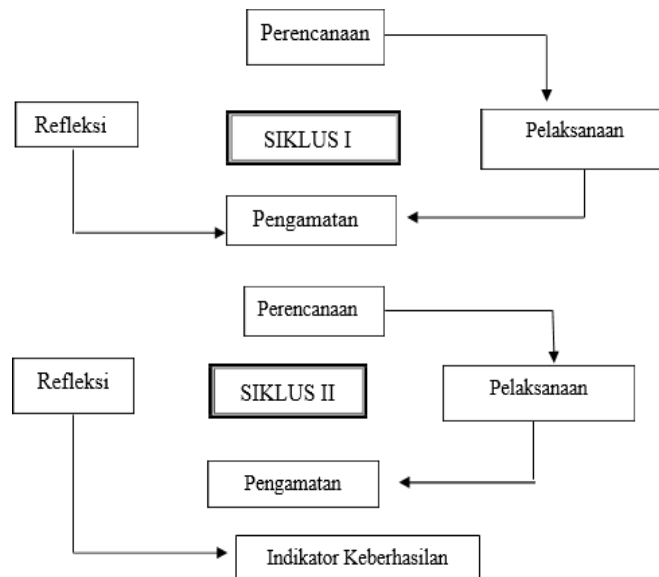 Perencanaan
Refleksi
SIKLUS I
Pelaksanaan
Pengamatan
Perencanaan
Refleksi
SIKLUS II
Pelaksanaan
Pengamatan
Indikator Keberhasilan